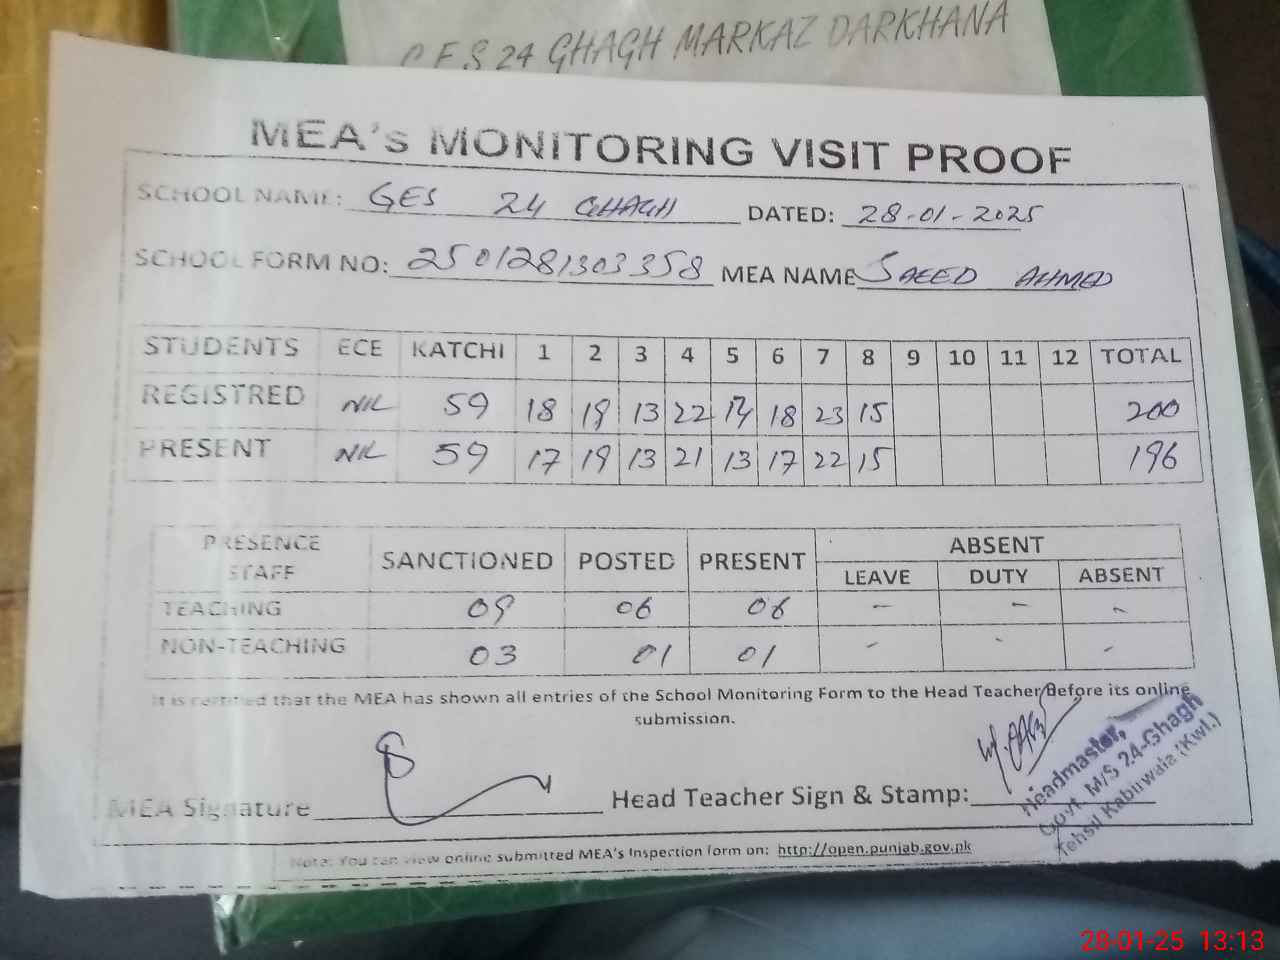 G.E.S 24 GHAGH MARKAZ DARKHANA
MEA's MONITORING VISIT PROOF
SCHOOL NAME: GES 24 GHAGH DATED: 28-01-2025
SCHOOL FORM NO: 2501281303358 MEA NAME SAEED AHMED
STUDENTS ECE KATCHI 1 2 3 4 5 6 7 8 9 10 11 12 TOTAL
REGISTRED NIL 59 18 19 13 22 13 18 23 15 200
PRESENT NIL 59 17 19 13 21 13 17 22 15 196
PRESENCE STAFF SANCTIONED POSTED PRESENT ABSENT
LEAVE DUTY ABSENT
TEACHING 09 06 06 - - -
NON-TEACHING 03 01 01 - - -
It is certified that the MEA has shown all entries of the School Monitoring Form to the Head Teacher Before its online
submission.
MEA Signature Head Teacher Sign & Stamp:
Headmaster,
Govt. M/S 24-Ghagh
Tehsil Kabirwala (Kwl.)
Note: You can view online submitted MEA's Inspection form on: http://open.punjab.gov.pk
28-01-25 13:13